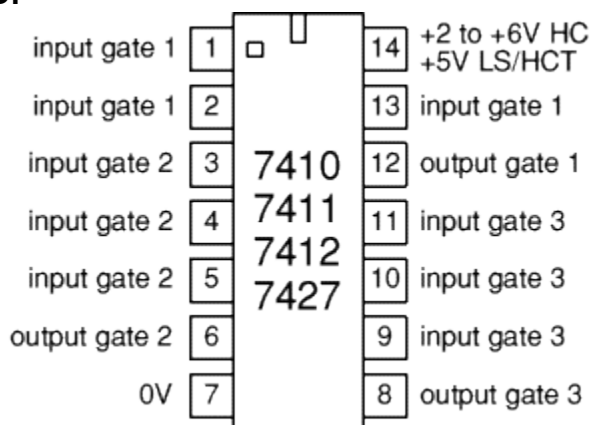 input gate 1 1 14 +2 to +6V HC
+5V LS/HCT
input gate 1 2 13 input gate 1
input gate 2 3 7410 12 output gate 1
input gate 2 4 7411 11 input gate 3
7412
input gate 2 5 7427 10 input gate 3
output gate 2 6 9 input gate 3
0V 7 8 output gate 3